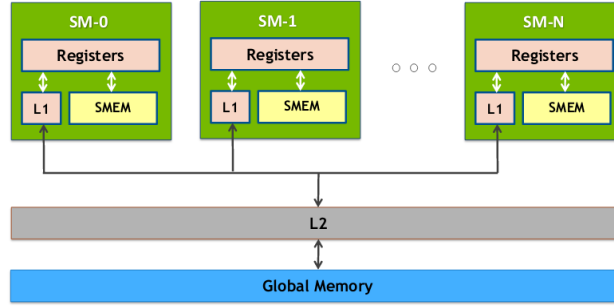 SM-0
Registers
L1
SMEM
SM-1
Registers
L1
SMEM
SM-N
Registers
L1
SMEM
L2
Global Memory